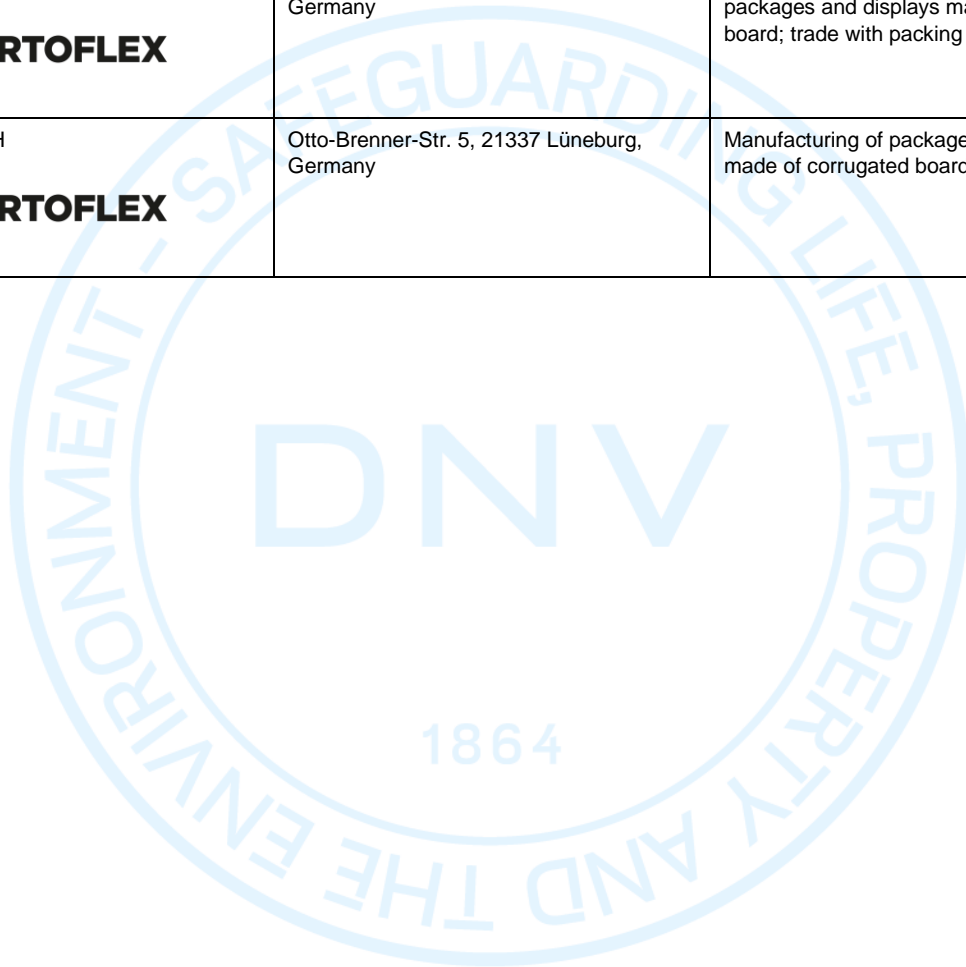 Germany
packages and displays ma
RTOFLEX
board; trade with packing
H
Otto-Brenner-Str. 5, 21337 Lüneburg,
Germany
Manufacturing of package
made of corrugated board
RTOFLEX
SAFEGUARDING LIFE, PROPERTY AND THE ENVIRONMENT –
DNV
1864